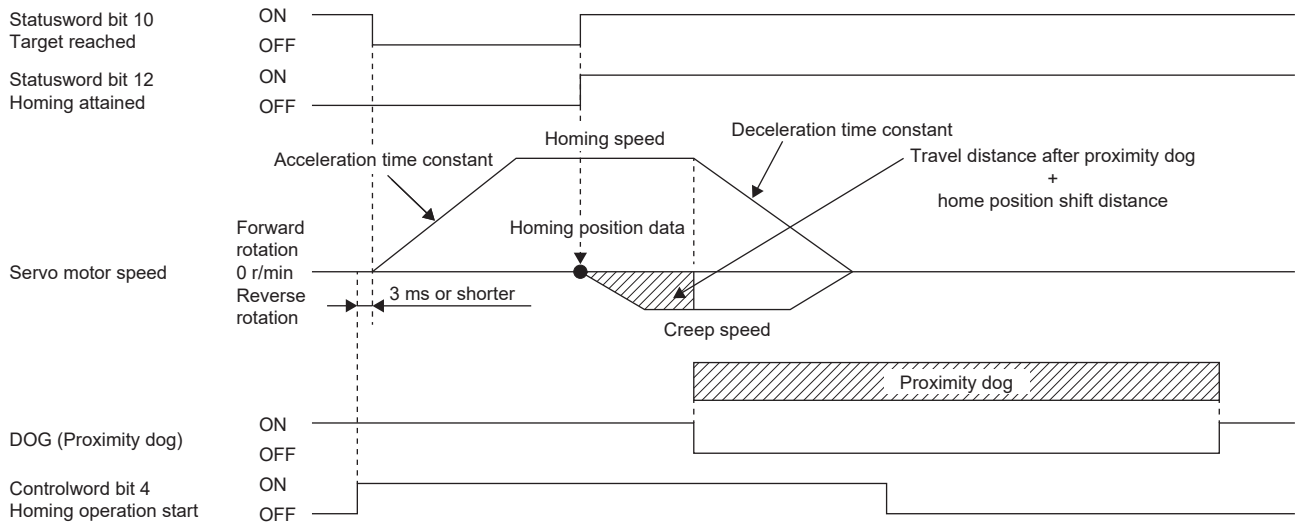 Statusword bit 10
Target reached
ON
OFF
Statusword bit 12
Homing attained
ON
OFF
Homing speed
Deceleration time constant
Acceleration time constant
Travel distance after proximity dog
+
home position shift distance
Servo motor speed
Forward
rotation
0 r/min
Reverse
rotation
Homing position data
3 ms or shorter
Creep speed
Proximity dog
DOG (Proximity dog)
ON
OFF
Controlword bit 4
Homing operation start
ON
OFF